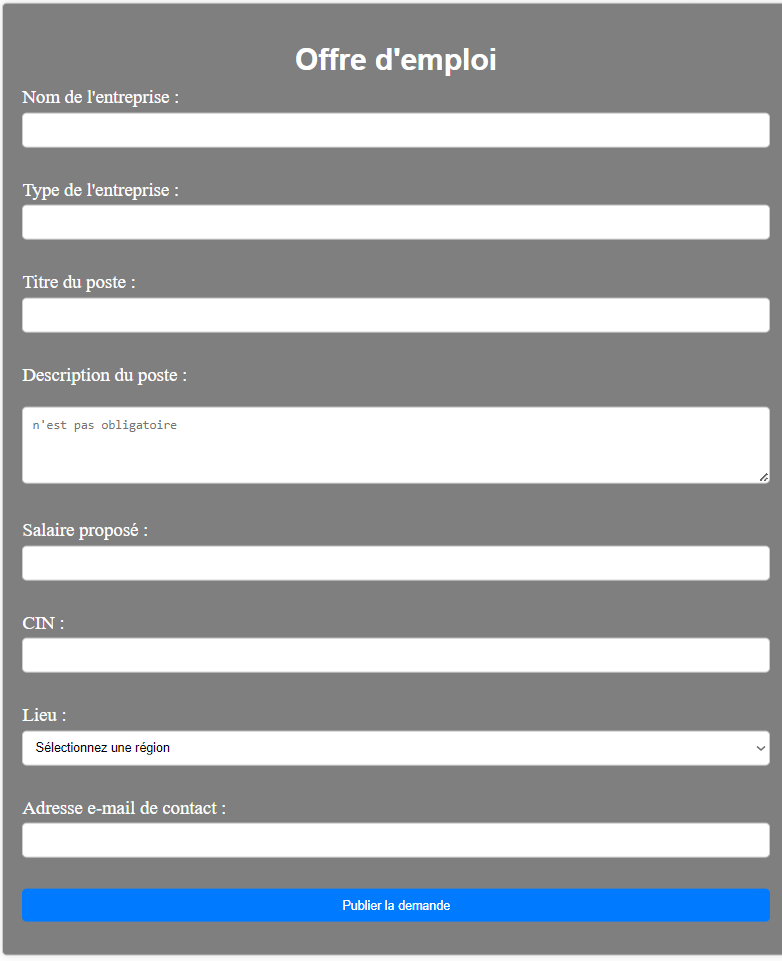 Offre d'emploi
Nom de l'entreprise :
Type de l'entreprise :
Titre du poste :
Description du poste :
n'est pas obligatoire
Salaire proposé :
CIN :
Lieu :
Sélectionnez une région
Adresse e-mail de contact :
Publier la demande